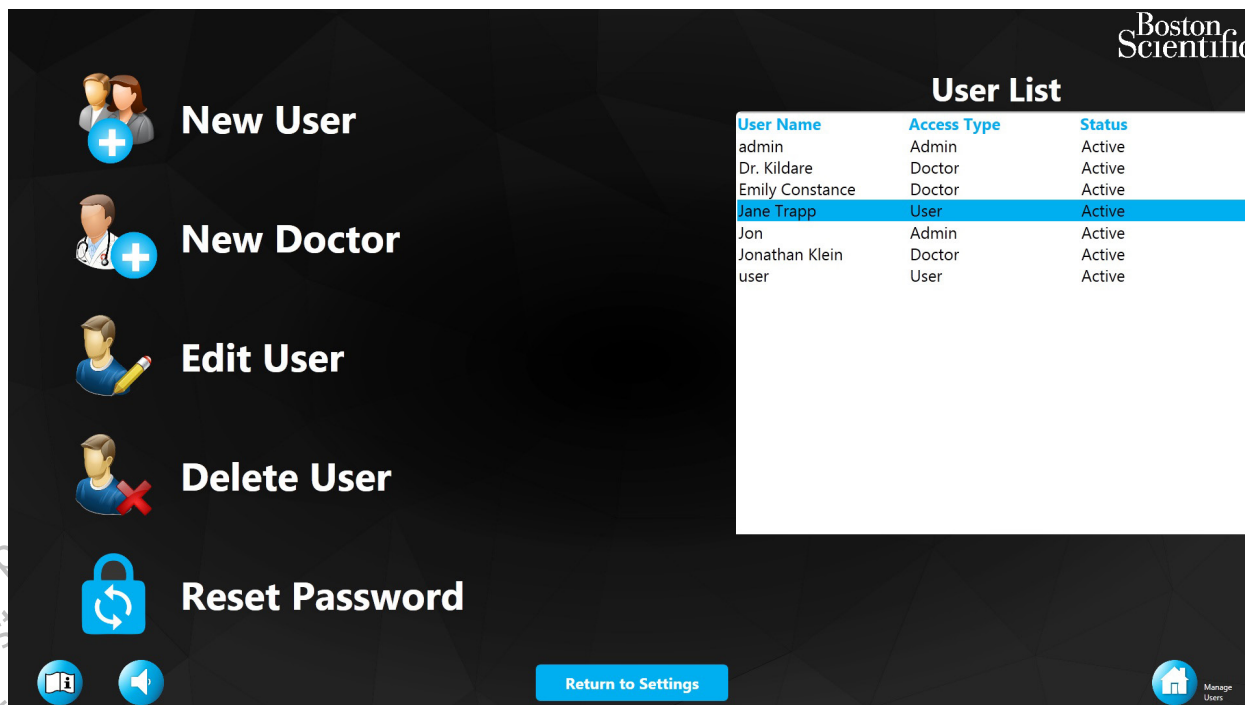 Boston
Scientific
New User
New Doctor
Edit User
Delete User
Reset Password
User List
User Name Access Type Status
admin Admin Active
Dr. Kildare Doctor Active
Emily Constance Doctor Active
Jane Trapp User Active
Jon Admin Active
Jonathan Klein Doctor Active
user User Active
i
Return to Settings
Manage
Users